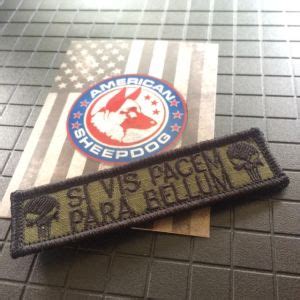 AMERICAN
SHEEPDOG
SI VIS PACEM
PARA BELLUM